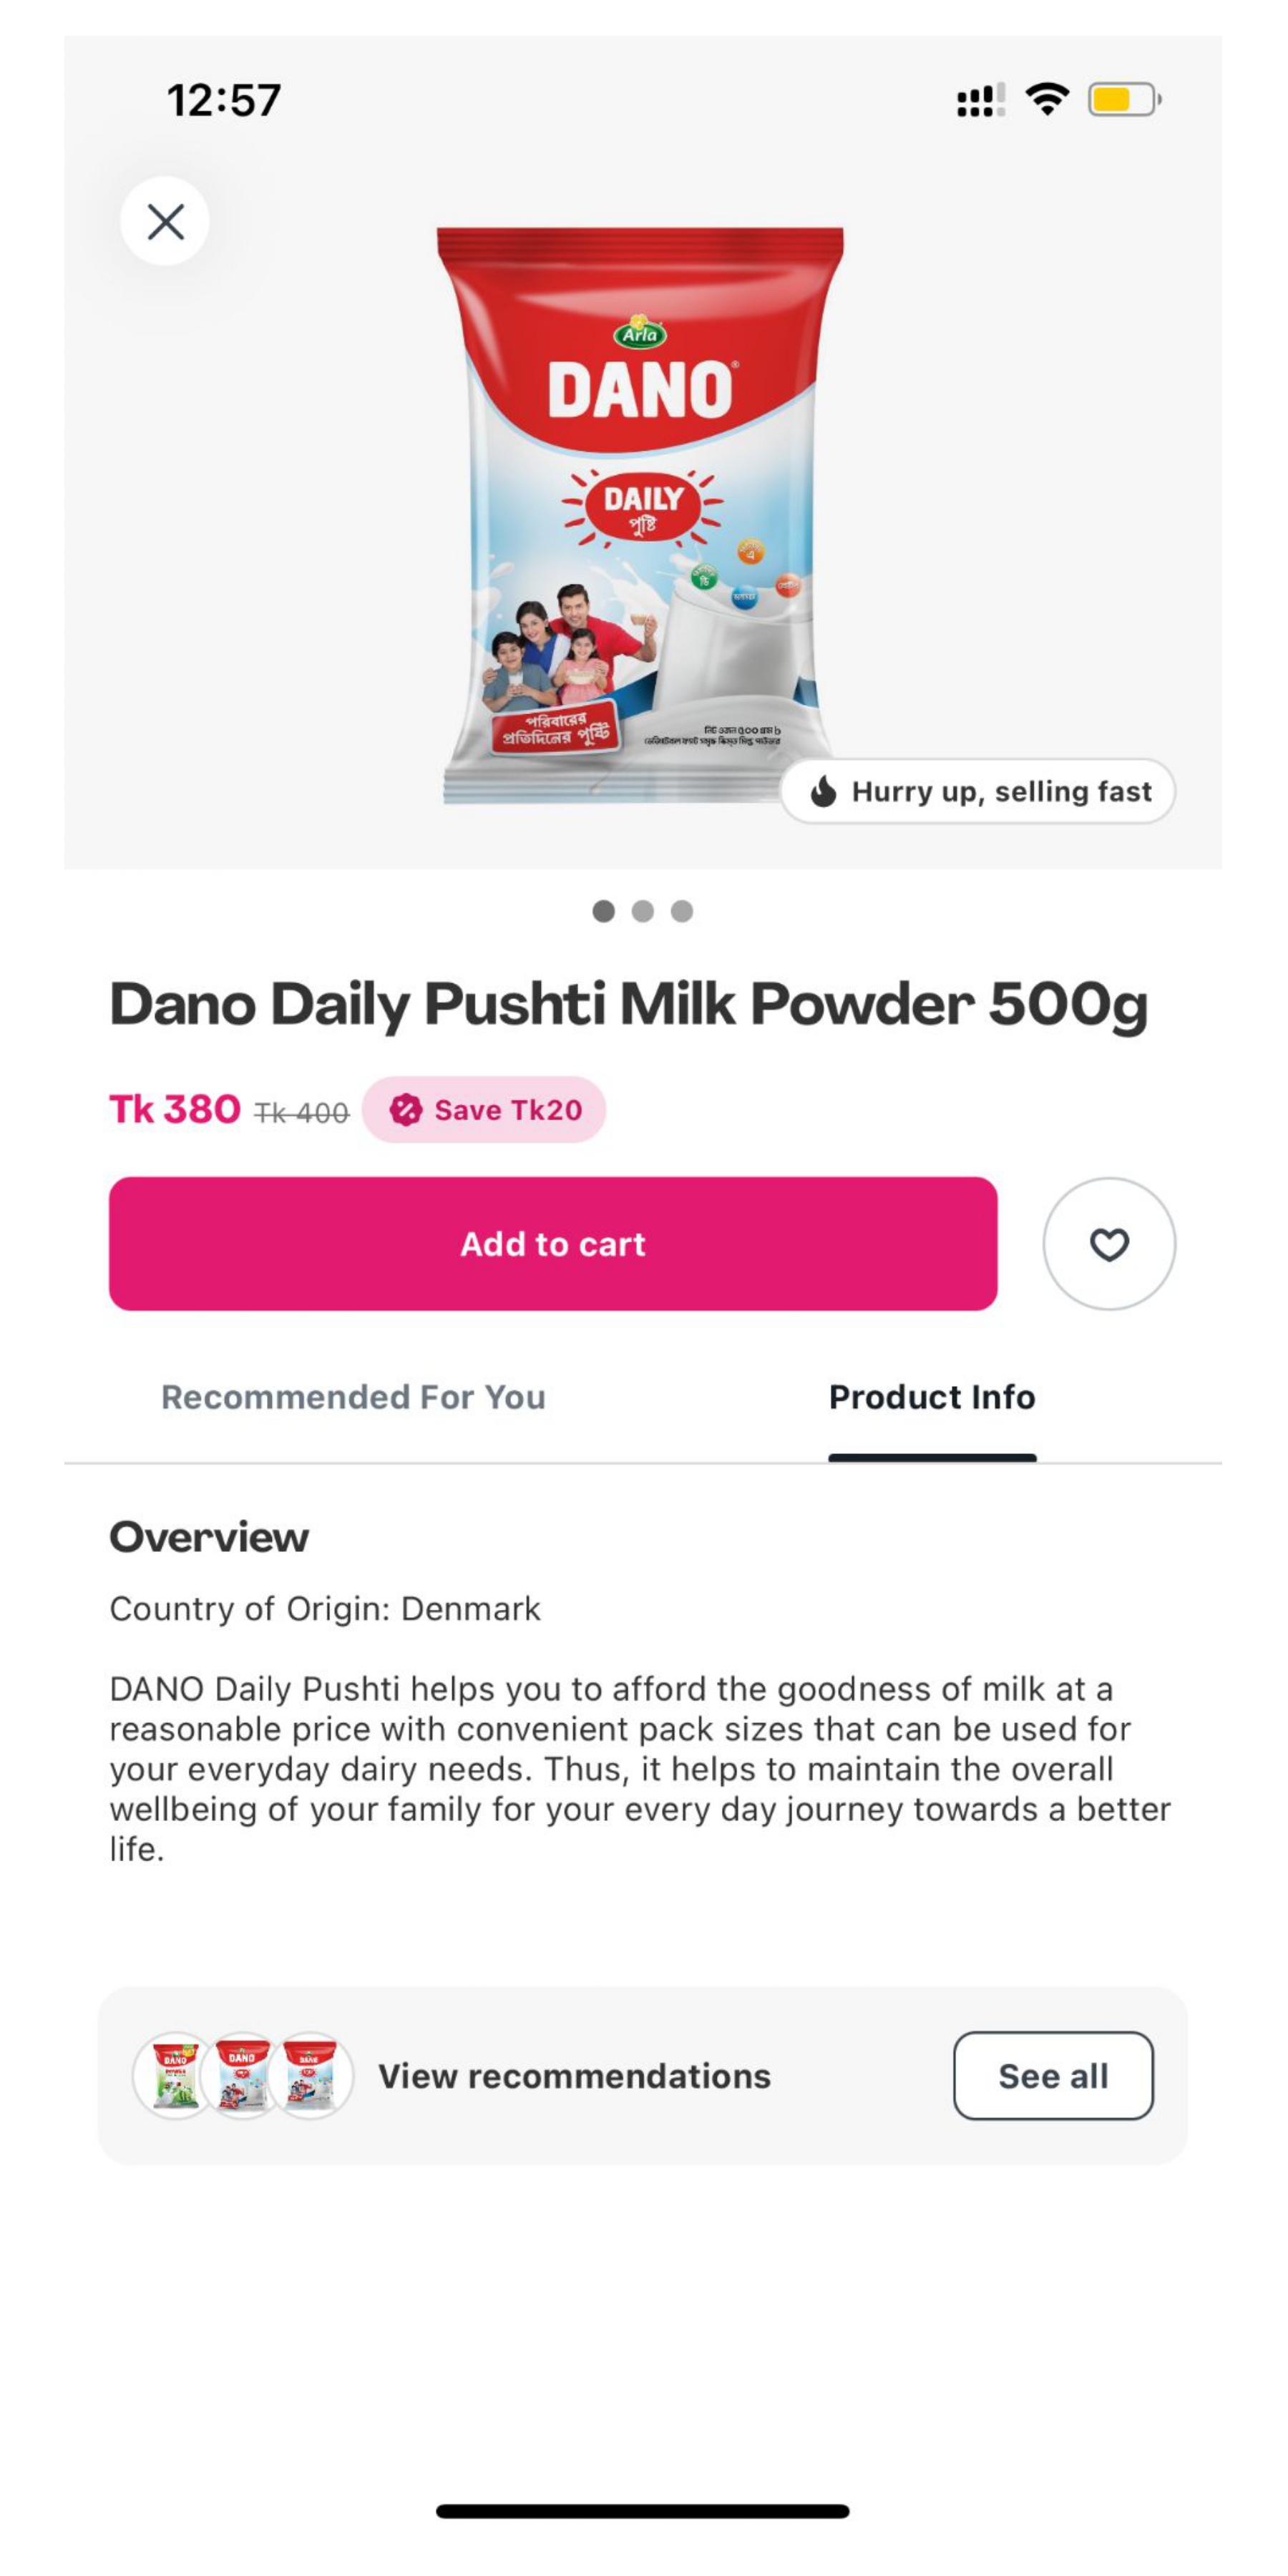 12:57
Arla
DANO
DAILY
পুষ্টি
এ
ডি
পরিবারের
প্রতিদিনের পুষ্টি
Hurry up, selling fast
Dano Daily Pushti Milk Powder 500g
Tk 380 Tk 400 Save Tk20
Add to cart
Recommended For You Product Info
Overview
Country of Origin: Denmark
DANO Daily Pushti helps you to afford the goodness of milk at a
reasonable price with convenient pack sizes that can be used for
your everyday dairy needs. Thus, it helps to maintain the overall
wellbeing of your family for your every day journey towards a better
life.
DANO DANO DANO
View recommendations See all